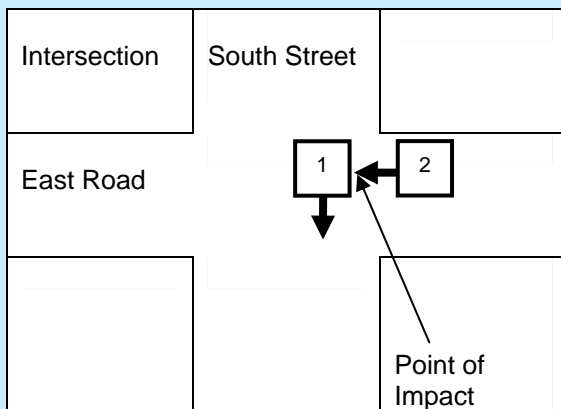 Intersection
South Street
East Road
1
2
Point of
Impact